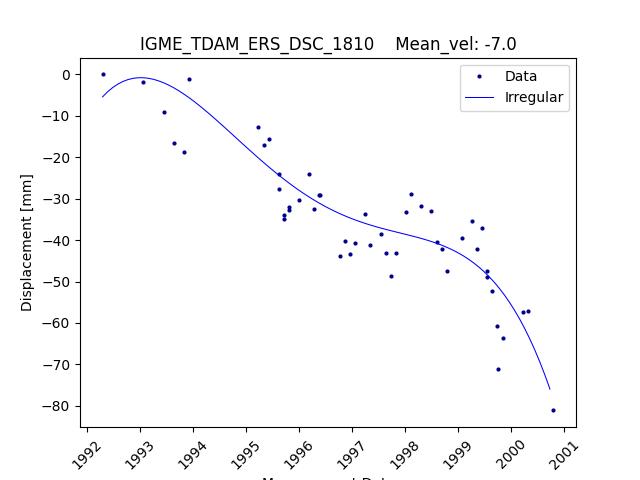 IGME_TDAM_ERS_DSC_1810    Mean_vel: -7.0
Data
Irregular
Displacement [mm]
0
−10
−20
−30
−40
−50
−60
−70
−80
1992 1993 1994 1995 1996 1997 1998 1999 2000 2001